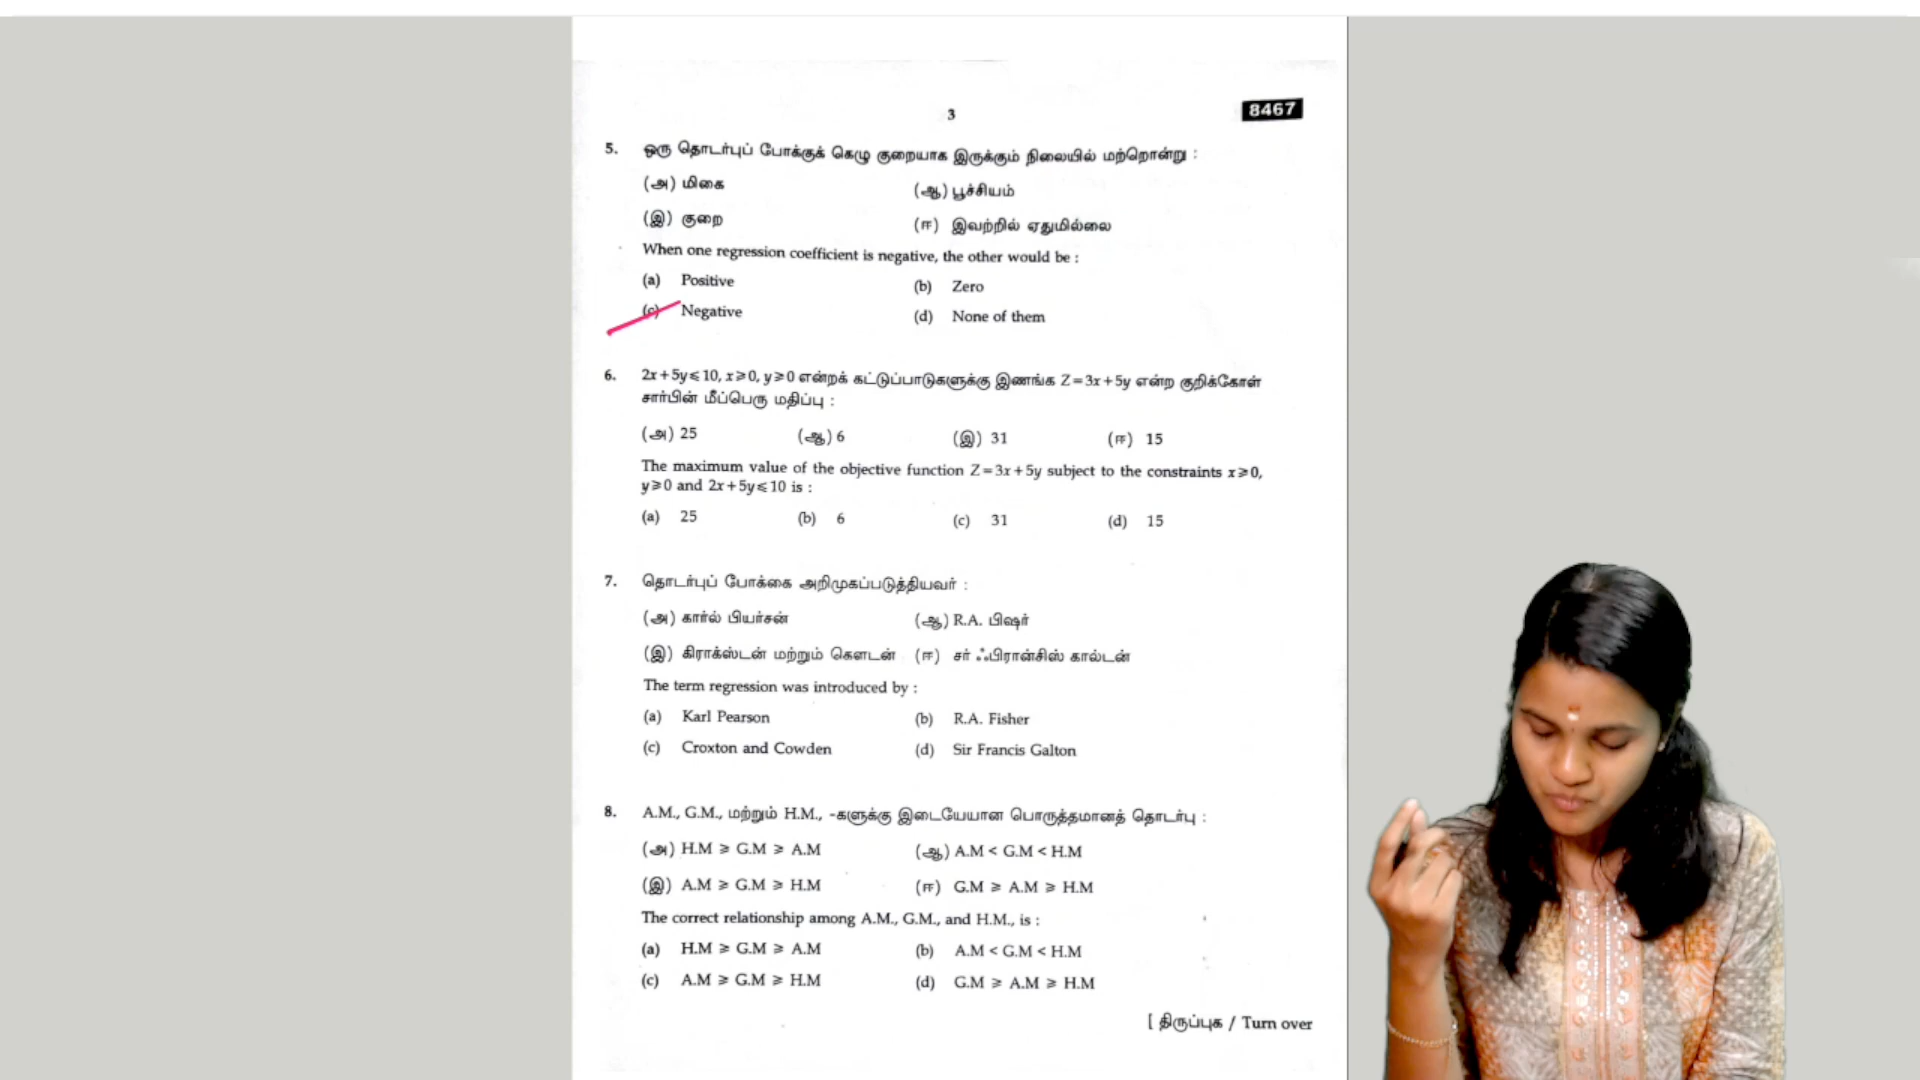 3
8467
5. ஒரு தொடர்புப் போக்குக் கெழு குறையாக இருக்கும் நிலையில் மற்றொன்று :
(அ) மிகை (ஆ) பூச்சியம்
(இ) குறை (ஈ) இவற்றில் ஏதுமில்லை
When one regression coefficient is negative, the other would be :
(a) Positive (b) Zero
(c) Negative (d) None of them
6. 2x+5y⩽10, x⩾0, y⩾0 என்றக் கட்டுப்பாடுகளுக்கு இணங்க Z=3x+5y என்ற குறிக்கோள்
சார்பின் மீப்பெரு மதிப்பு :
(அ) 25 (ஆ) 6 (இ) 31 (ஈ) 15
The maximum value of the objective function Z=3x+5y subject to the constraints x⩾0,
y⩾0 and 2x+5y⩽10 is :
(a) 25 (b) 6 (c) 31 (d) 15
7. தொடர்புப் போக்கை அறிமுகப்படுத்தியவர் :
(அ) கார்ல் பியர்சன் (ஆ) R.A. பிஷர்
(இ) கிராக்ஸ்டன் மற்றும் கௌடன் (ஈ) சர் ஃபிரான்சிஸ் கால்டன்
The term regression was introduced by :
(a) Karl Pearson (b) R.A. Fisher
(c) Croxton and Cowden (d) Sir Francis Galton
8. A.M., G.M., மற்றும் H.M., -களுக்கு இடையேயான பொருத்தமானத் தொடர்பு :
(அ) H.M ⩾ G.M ⩾ A.M (ஆ) A.M < G.M < H.M
(இ) A.M ⩾ G.M ⩾ H.M (ஈ) G.M ⩾ A.M ⩾ H.M
The correct relationship among A.M., G.M., and H.M., is :
(a) H.M ⩾ G.M ⩾ A.M (b) A.M < G.M < H.M
(c) A.M ⩾ G.M ⩾ H.M (d) G.M ⩾ A.M ⩾ H.M
[ திருப்புக / Turn over